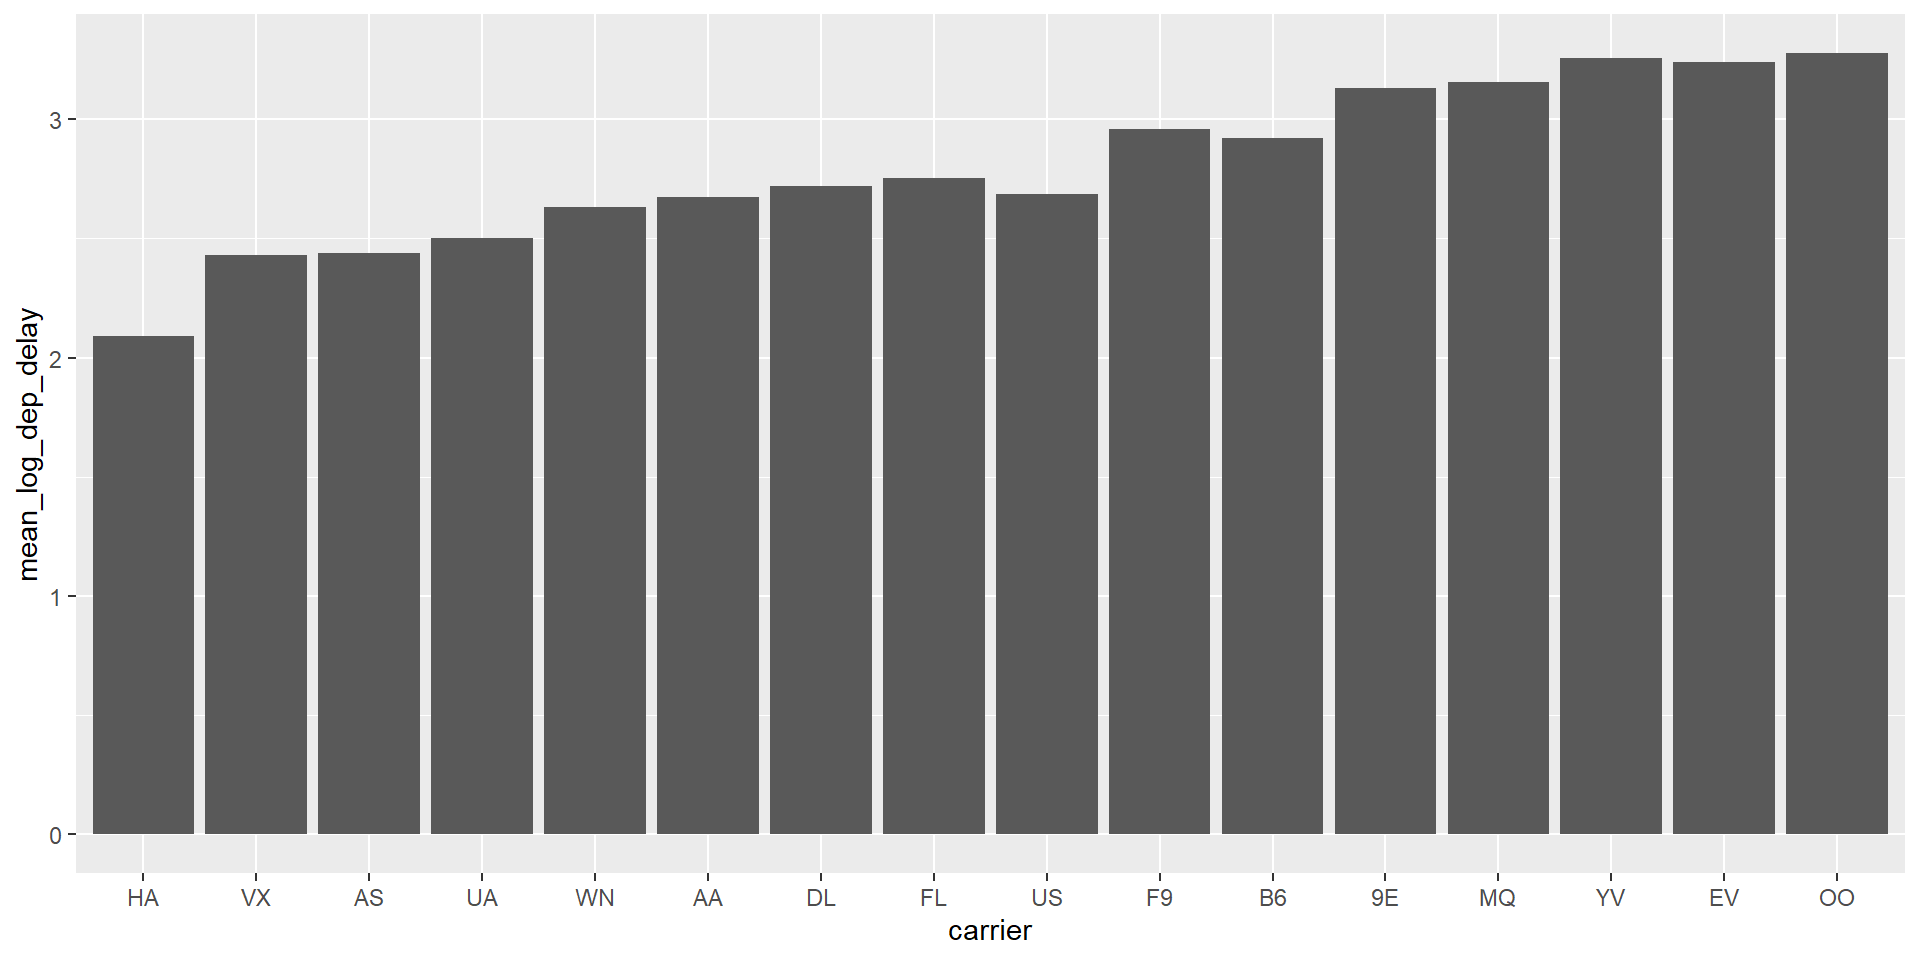 mean_log_dep_delay
3
2
1
0
HA VX AS UA WN AA DL FL US F9 B6 9E MQ YV EV OO
carrier